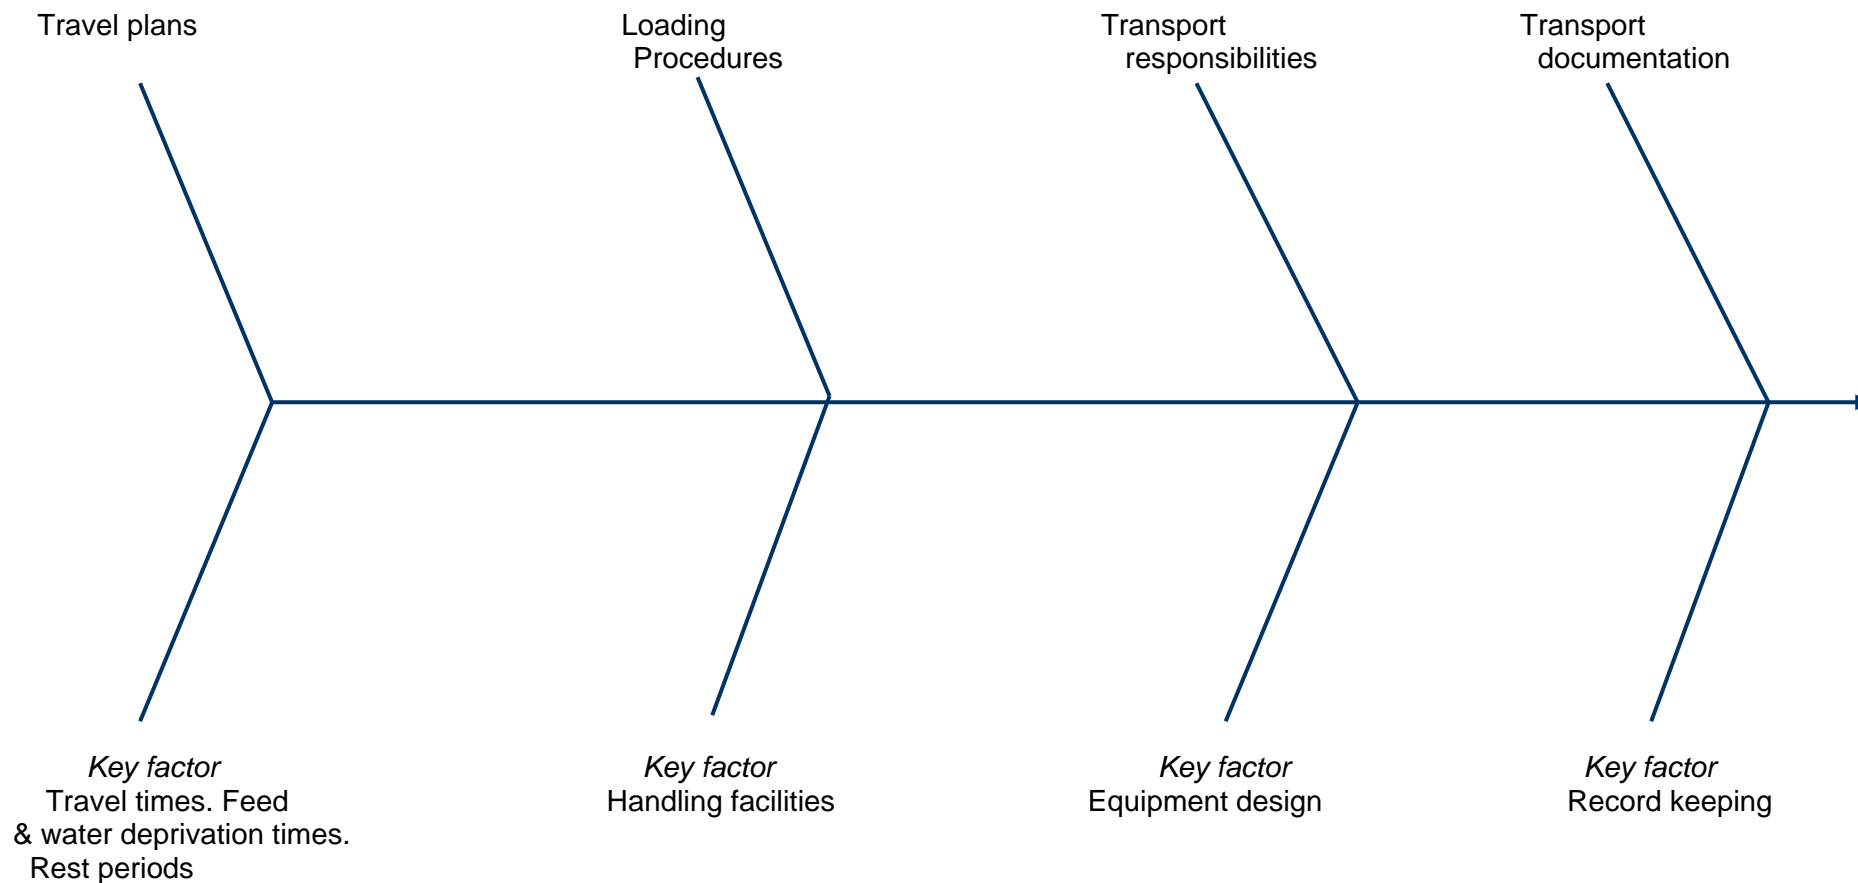 Travel plans
Loading
Procedures
Transport
responsibilities
Transport
documentation
Key factor
Travel times. Feed
& water deprivation times.
Rest periods
Key factor
Handling facilities
Key factor
Equipment design
Key factor
Record keeping